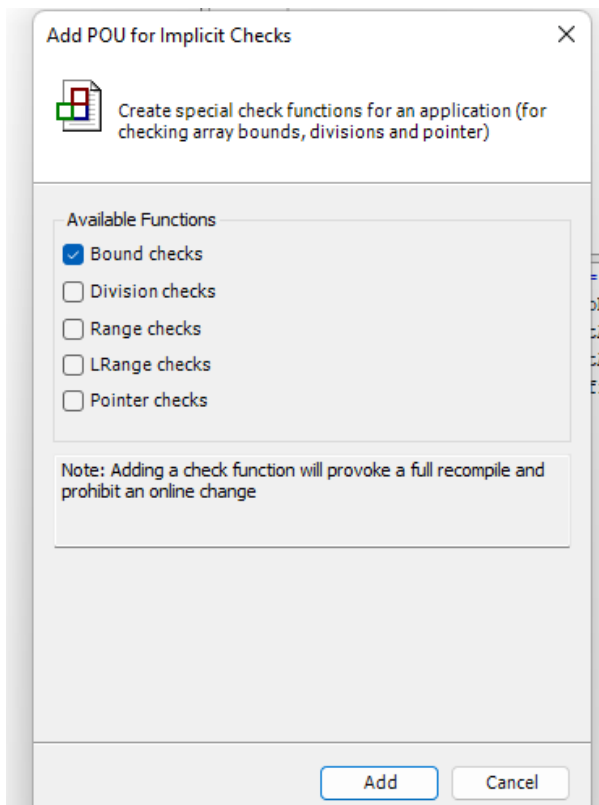 Add POU for Implicit Checks
Create special check functions for an application (for
checking array bounds, divisions and pointer)
Available Functions
Bound checks
Division checks
Range checks
LRange checks
Pointer checks
Note: Adding a check function will provoke a full recompile and
prohibit an online change
Add
Cancel